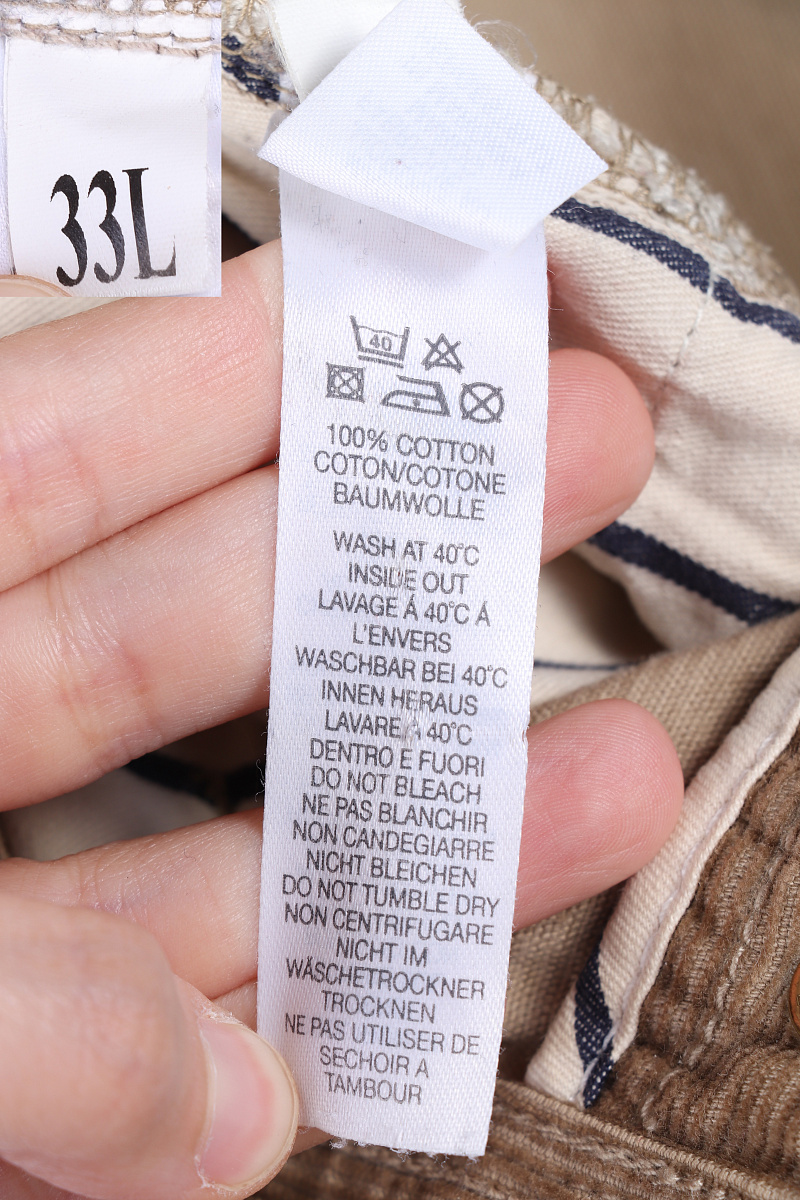 33L
40
100% COTTON
COTON/COTONE
BAUMWOLLE
WASH AT 40°C
INSIDE OUT
LAVAGE Á 40°C Á
L'ENVERS
WASCHBAR BEI 40°C
INNEN HERAUS
LAVARE A 40°C
DENTRO E FUORI
DO NOT BLEACH
NE PAS BLANCHIR
NON CANDEGIARRE
NICHT BLEICHEN
DO NOT TUMBLE DRY
NON CENTRIFUGARE
NICHT IM
WÄSCHETROCKNER
TROCKNEN
NE PAS UTILISER DE
SECHOIR A
TAMBOUR